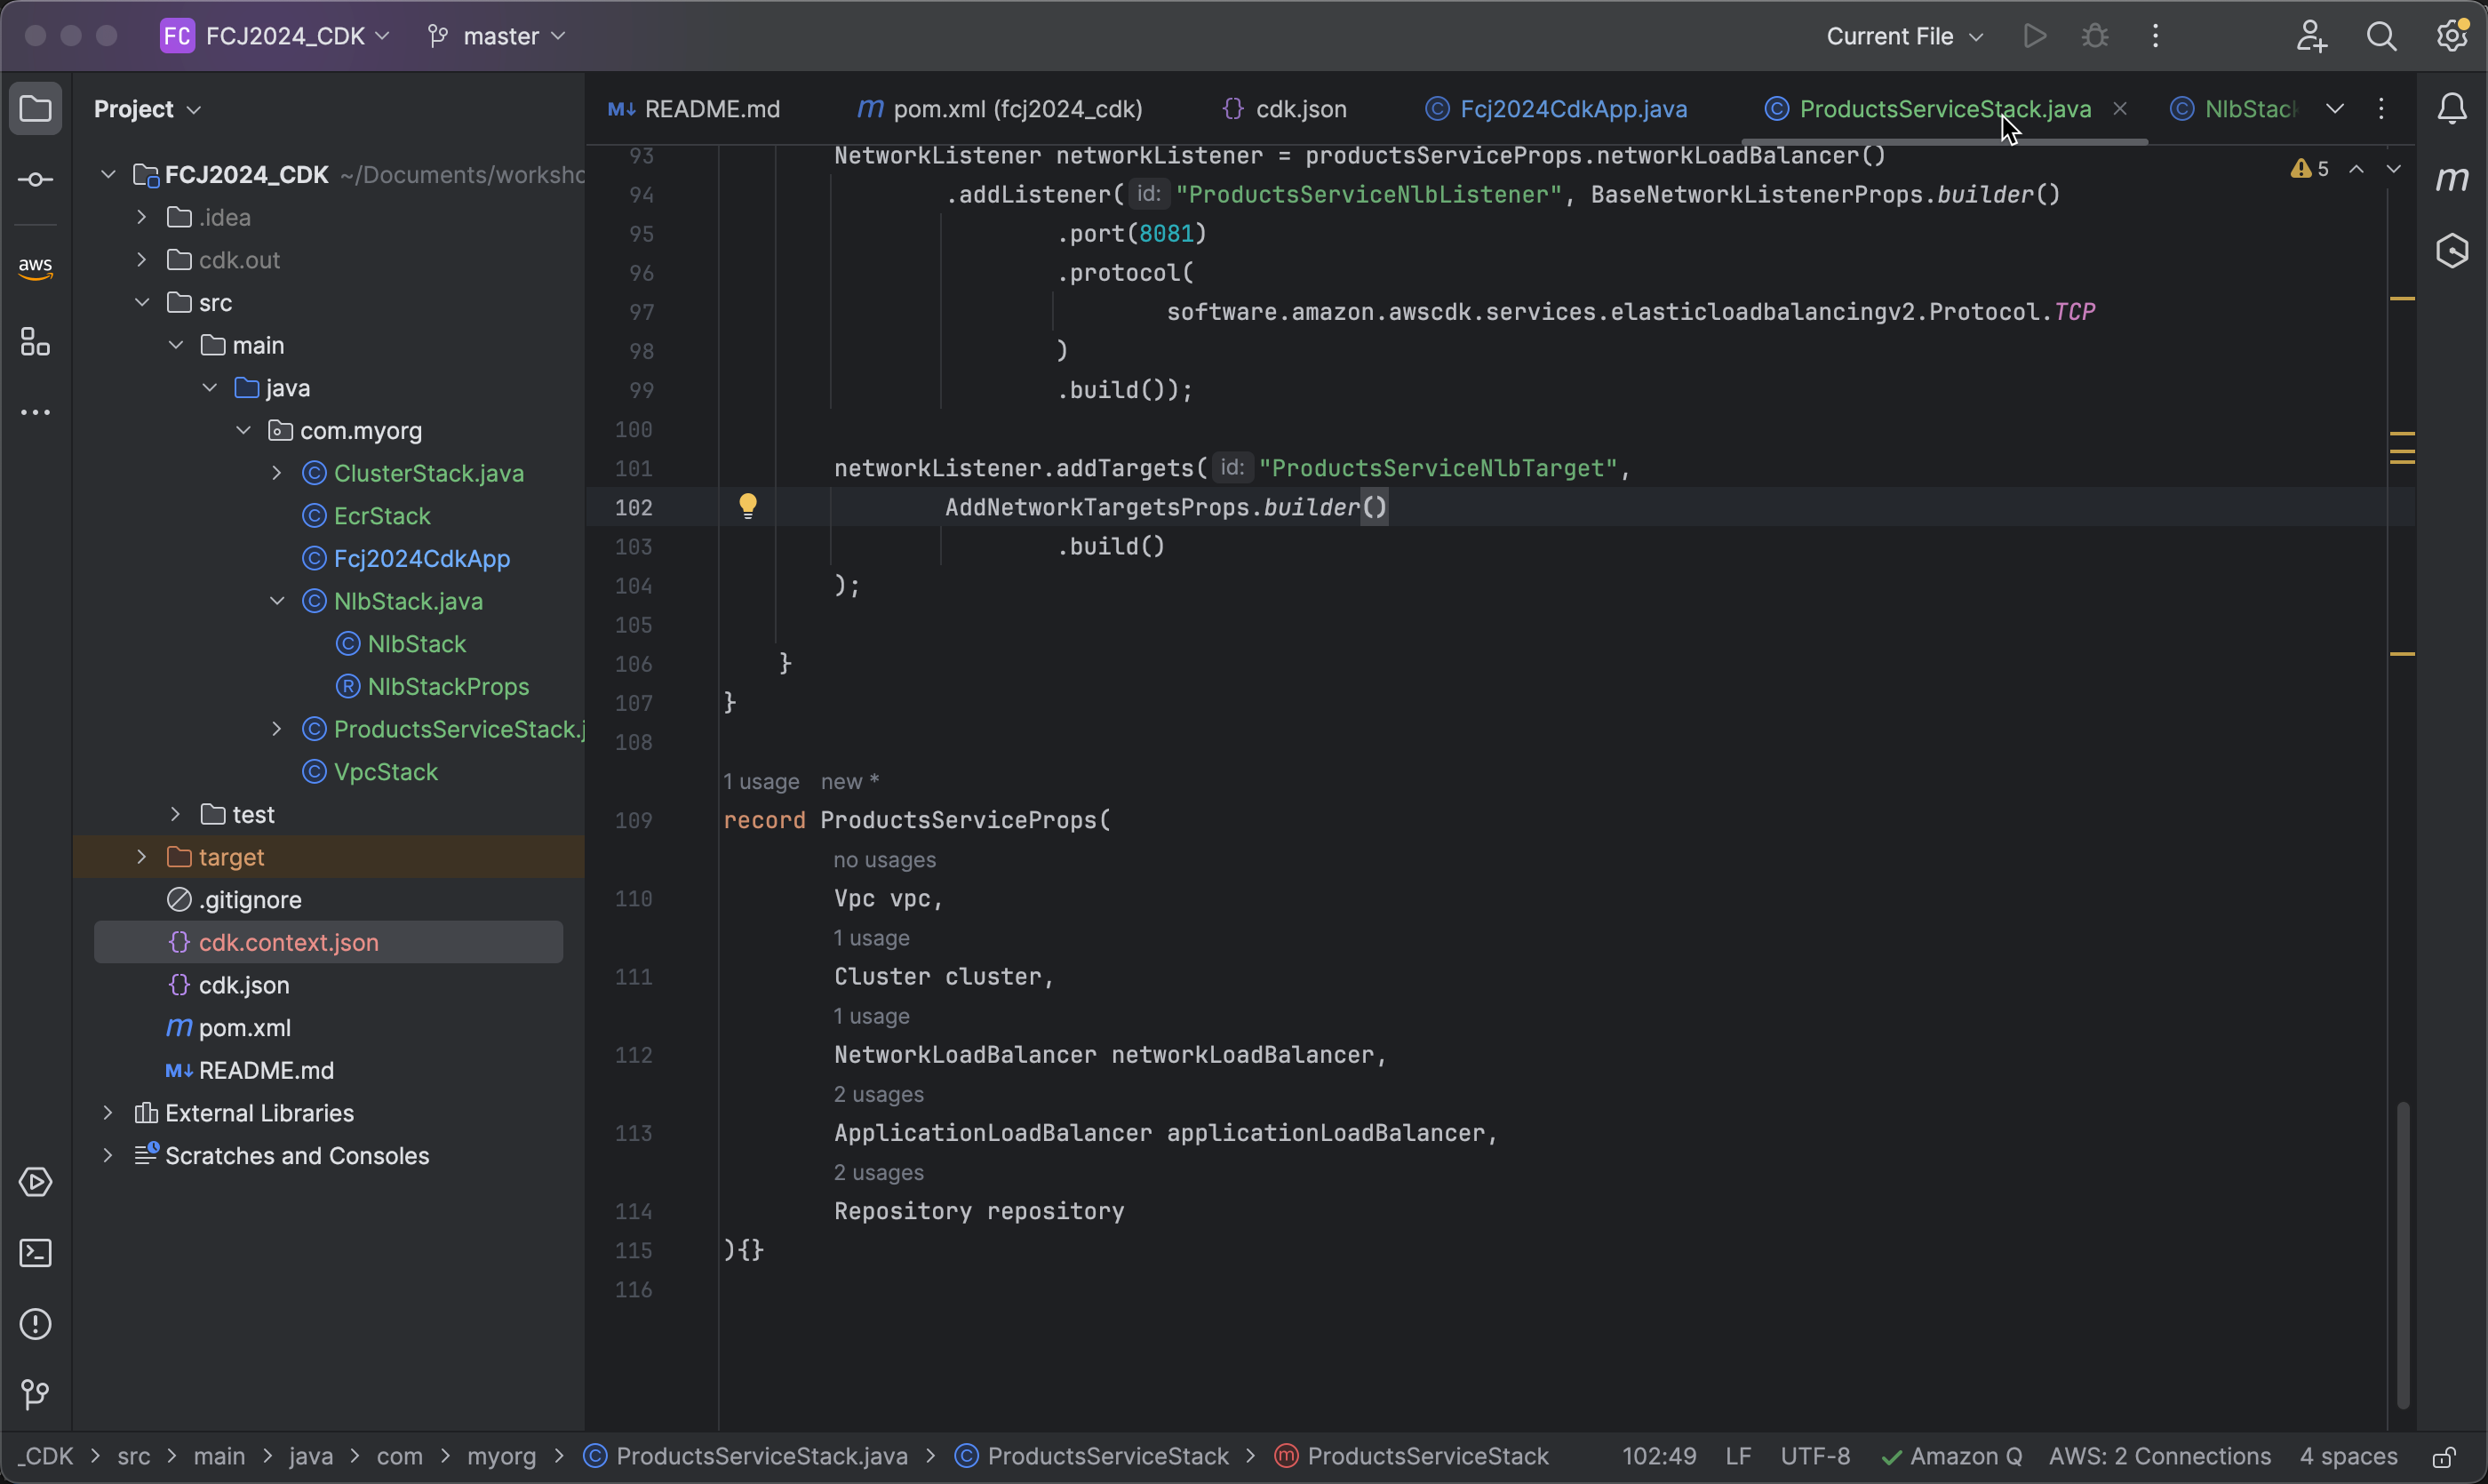 FC FCJ2024_CDK master Current File
Project
FCJ2024_CDK ~/Documents/worksho
.idea
cdk.out
src
main
java
com.myorg
ClusterStack.java
EcrStack
Fcj2024CdkApp
NlbStack.java
NlbStack
NlbStackProps
ProductsServiceStack.j
VpcStack
test
target
.gitignore
cdk.context.json
cdk.json
pom.xml
README.md
External Libraries
Scratches and Consoles
aws
README.md pom.xml (fcj2024_cdk) cdk.json Fcj2024CdkApp.java ProductsServiceStack.java NlbStack
5
93 NetworkListener networkListener = productsServiceProps.networkLoadBalancer()
94 .addListener( id: "ProductsServiceNlbListener", BaseNetworkListenerProps.builder()
95 .port(8081)
96 .protocol(
97 software.amazon.awscdk.services.elasticloadbalancingv2.Protocol.TCP
98 )
99 .build());
100
101 networkListener.addTargets( id: "ProductsServiceNlbTarget",
102 AddNetworkTargetsProps.builder()
103 .build()
104 );
105
106 }
107 }
108
1 usage new *
109 record ProductsServiceProps(
no usages
110 Vpc vpc,
1 usage
111 Cluster cluster,
1 usage
112 NetworkLoadBalancer networkLoadBalancer,
2 usages
113 ApplicationLoadBalancer applicationLoadBalancer,
2 usages
114 Repository repository
115 ){}
116
_CDK > src > main > java > com > myorg > ProductsServiceStack.java > ProductsServiceStack > ProductsServiceStack 102:49 LF UTF-8 Amazon Q AWS: 2 Connections 4 spaces